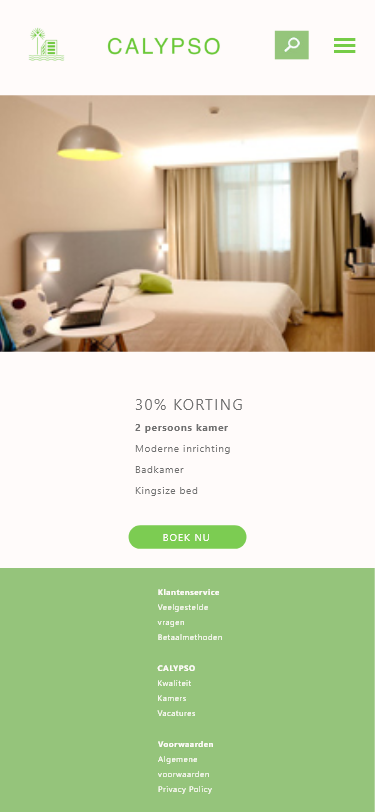 CALYPSO
30% KORTING
2 persoons kamer
Moderne inrichting
Badkamer
Kingsize bed
BOEK NU
Klantenservice
Veelgestelde
vragen
Betaalmethoden
CALYPSO
Kwaliteit
Kamers
Vacatures
Voorwaarden
Algemene
voorwaarden
Privacy Policy